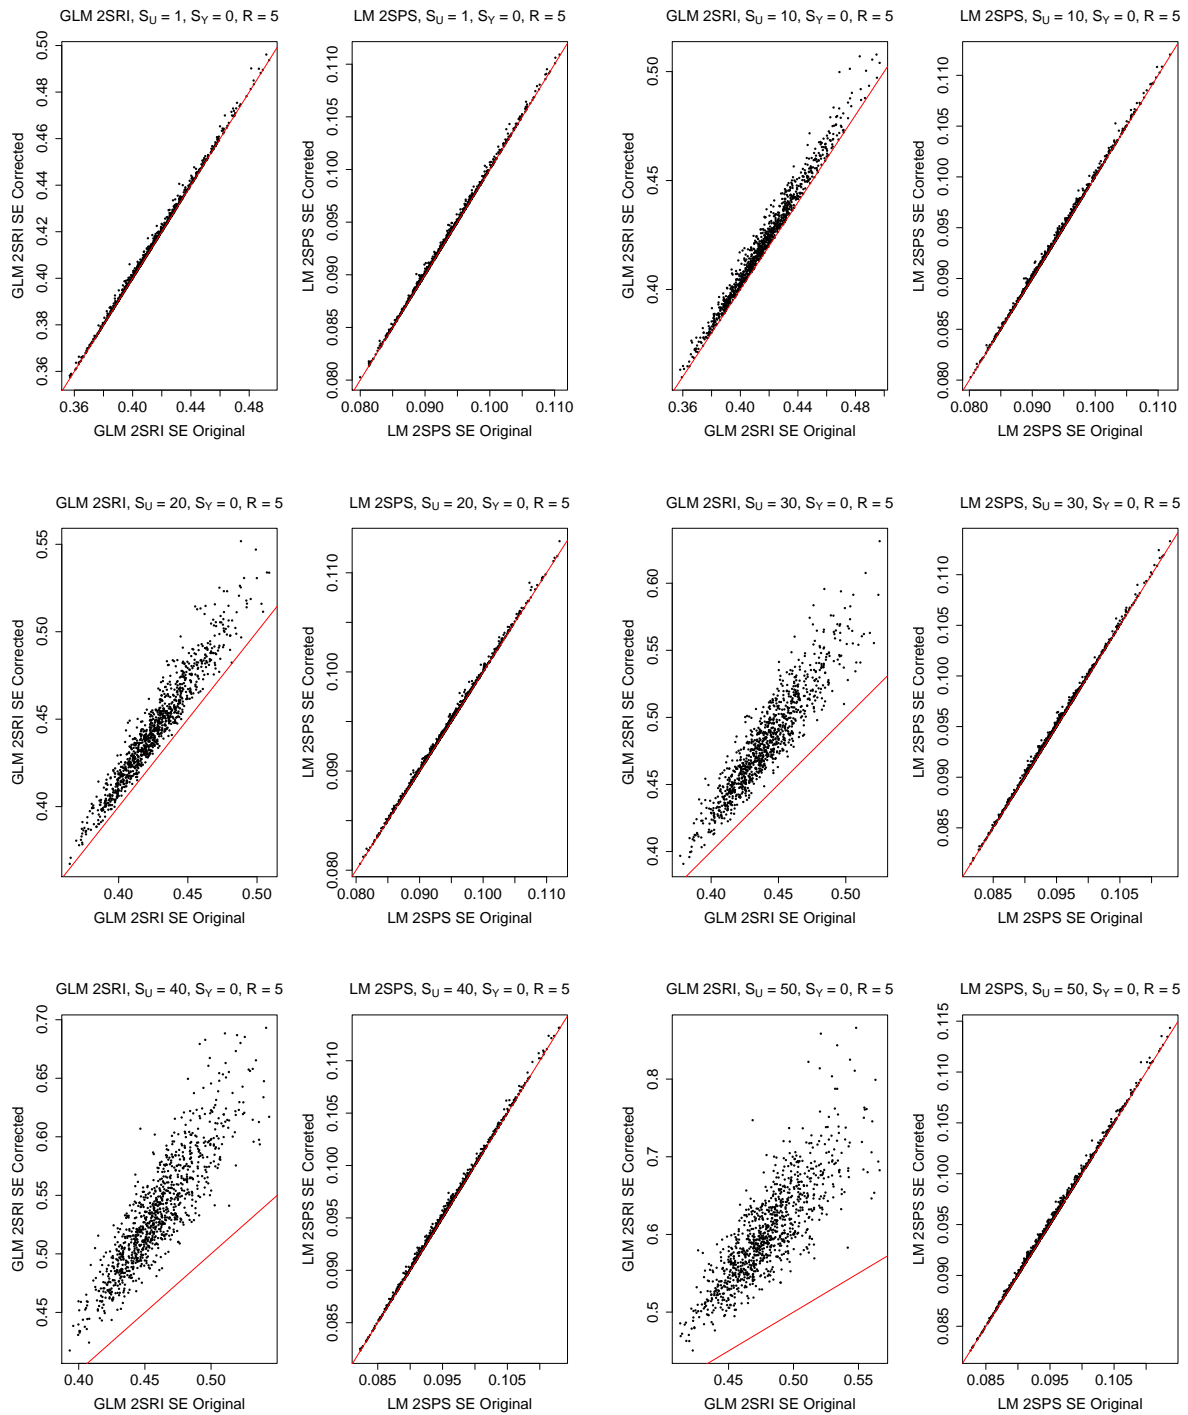 GLM 2SRI, S_U = 1, S_Y = 0, R = 5
GLM 2SRI SE Corrected
0.36 0.38 0.40 0.42 0.44 0.46 0.48 0.50
0.36 0.40 0.44 0.48
GLM 2SRI SE Original
LM 2SPS, S_U = 1, S_Y = 0, R = 5
LM 2SPS SE Correted
0.080 0.085 0.090 0.095 0.100 0.105 0.110
0.080 0.090 0.100 0.110
LM 2SPS SE Original
GLM 2SRI, S_U = 10, S_Y = 0, R = 5
GLM 2SRI SE Corrected
0.40 0.45 0.50
0.36 0.40 0.44 0.48
GLM 2SRI SE Original
LM 2SPS, S_U = 10, S_Y = 0, R = 5
LM 2SPS SE Correted
0.080 0.085 0.090 0.095 0.100 0.105 0.110
0.080 0.090 0.100 0.110
LM 2SPS SE Original
GLM 2SRI, S_U = 20, S_Y = 0, R = 5
GLM 2SRI SE Corrected
0.40 0.45 0.50 0.55
0.40 0.45 0.50
GLM 2SRI SE Original
LM 2SPS, S_U = 20, S_Y = 0, R = 5
LM 2SPS SE Correted
0.080 0.090 0.100 0.110
0.080 0.090 0.100 0.110
LM 2SPS SE Original
GLM 2SRI, S_U = 30, S_Y = 0, R = 5
GLM 2SRI SE Corrected
0.40 0.45 0.50 0.55 0.60
0.40 0.45 0.50
GLM 2SRI SE Original
LM 2SPS, S_U = 30, S_Y = 0, R = 5
LM 2SPS SE Correted
0.085 0.090 0.095 0.100 0.105 0.110
0.085 0.095 0.105
LM 2SPS SE Original
GLM 2SRI, S_U = 40, S_Y = 0, R = 5
GLM 2SRI SE Corrected
0.45 0.50 0.55 0.60 0.65 0.70
0.40 0.45 0.50
GLM 2SRI SE Original
LM 2SPS, S_U = 40, S_Y = 0, R = 5
LM 2SPS SE Correted
0.085 0.090 0.095 0.100 0.105 0.110
0.085 0.095 0.105
LM 2SPS SE Original
GLM 2SRI, S_U = 50, S_Y = 0, R = 5
GLM 2SRI SE Corrected
0.5 0.6 0.7 0.8
0.45 0.50 0.55
GLM 2SRI SE Original
LM 2SPS, S_U = 50, S_Y = 0, R = 5
LM 2SPS SE Correted
0.085 0.090 0.095 0.100 0.105 0.110 0.115
0.085 0.095 0.105
LM 2SPS SE Original